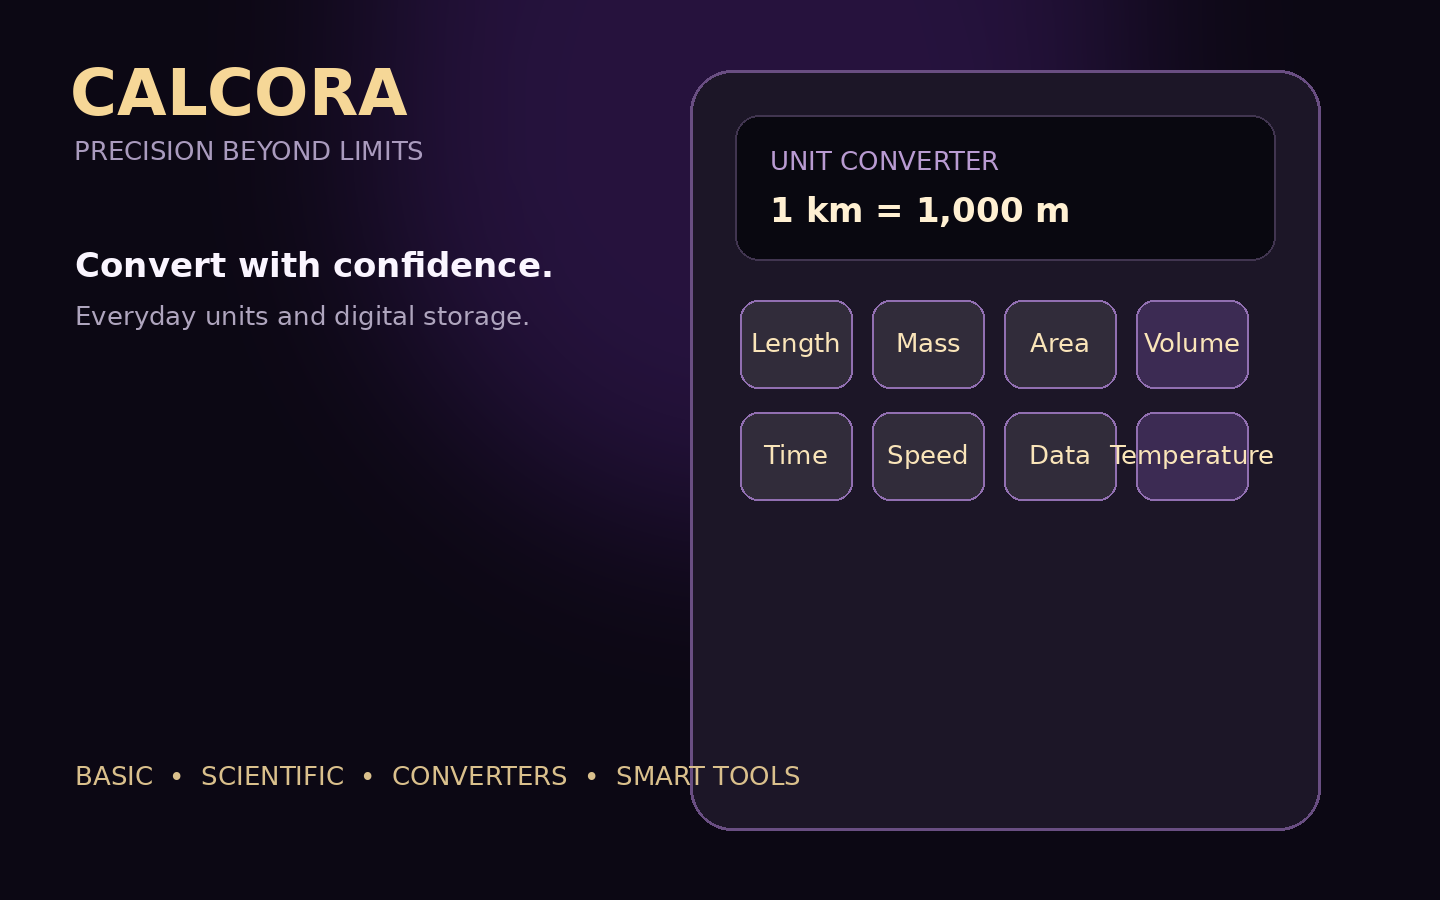 CALCORA
PRECISION BEYOND LIMITS
Convert with confidence.
Everyday units and digital storage.
UNIT CONVERTER
1 km = 1,000 m
Length Mass Area Volume
Time Speed Data Temperature
BASIC • SCIENTIFIC • CONVERTERS • SMART TOOLS